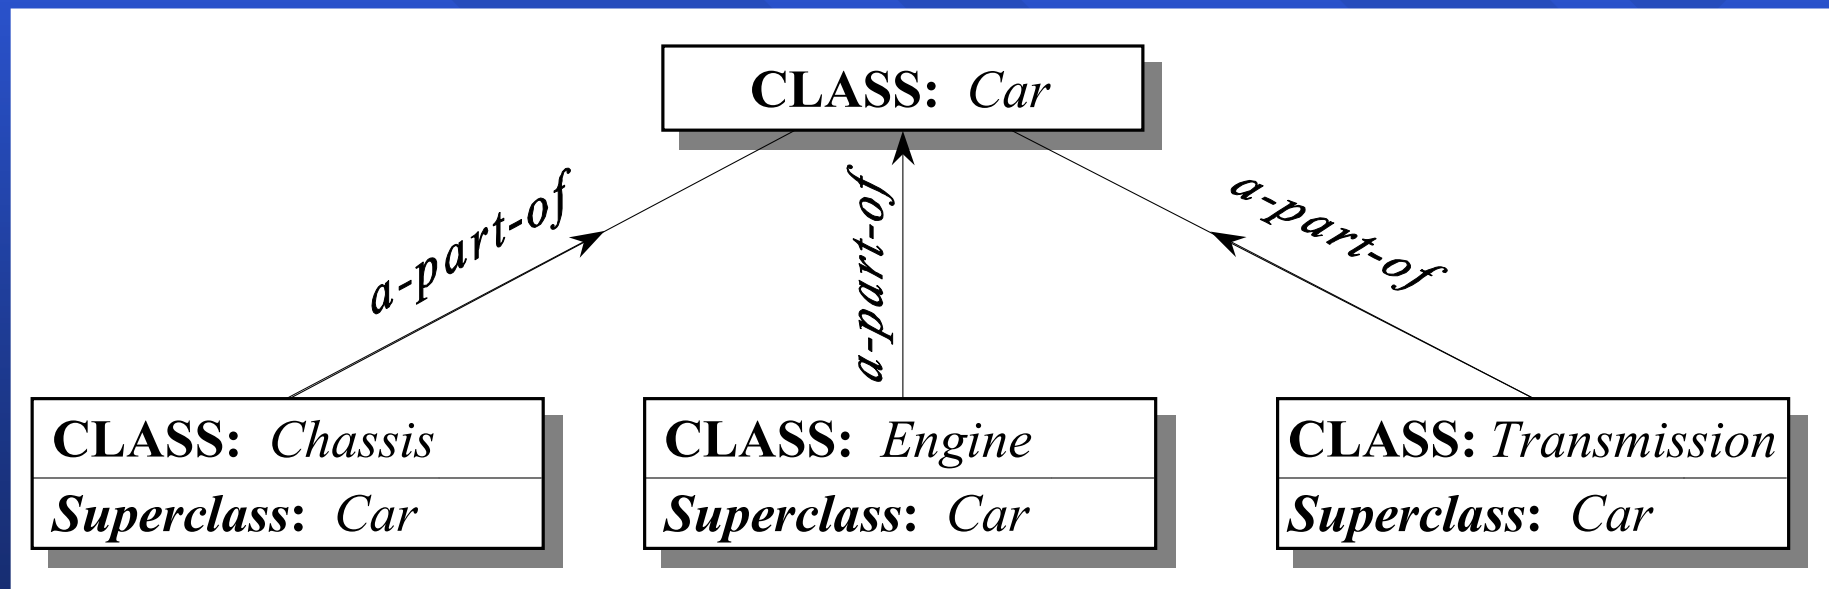 CLASS: Car
a-part-of
a-part-of
a-part-of
CLASS: Chassis
Superclass: Car
CLASS: Engine
Superclass: Car
CLASS: Transmission
Superclass: Car